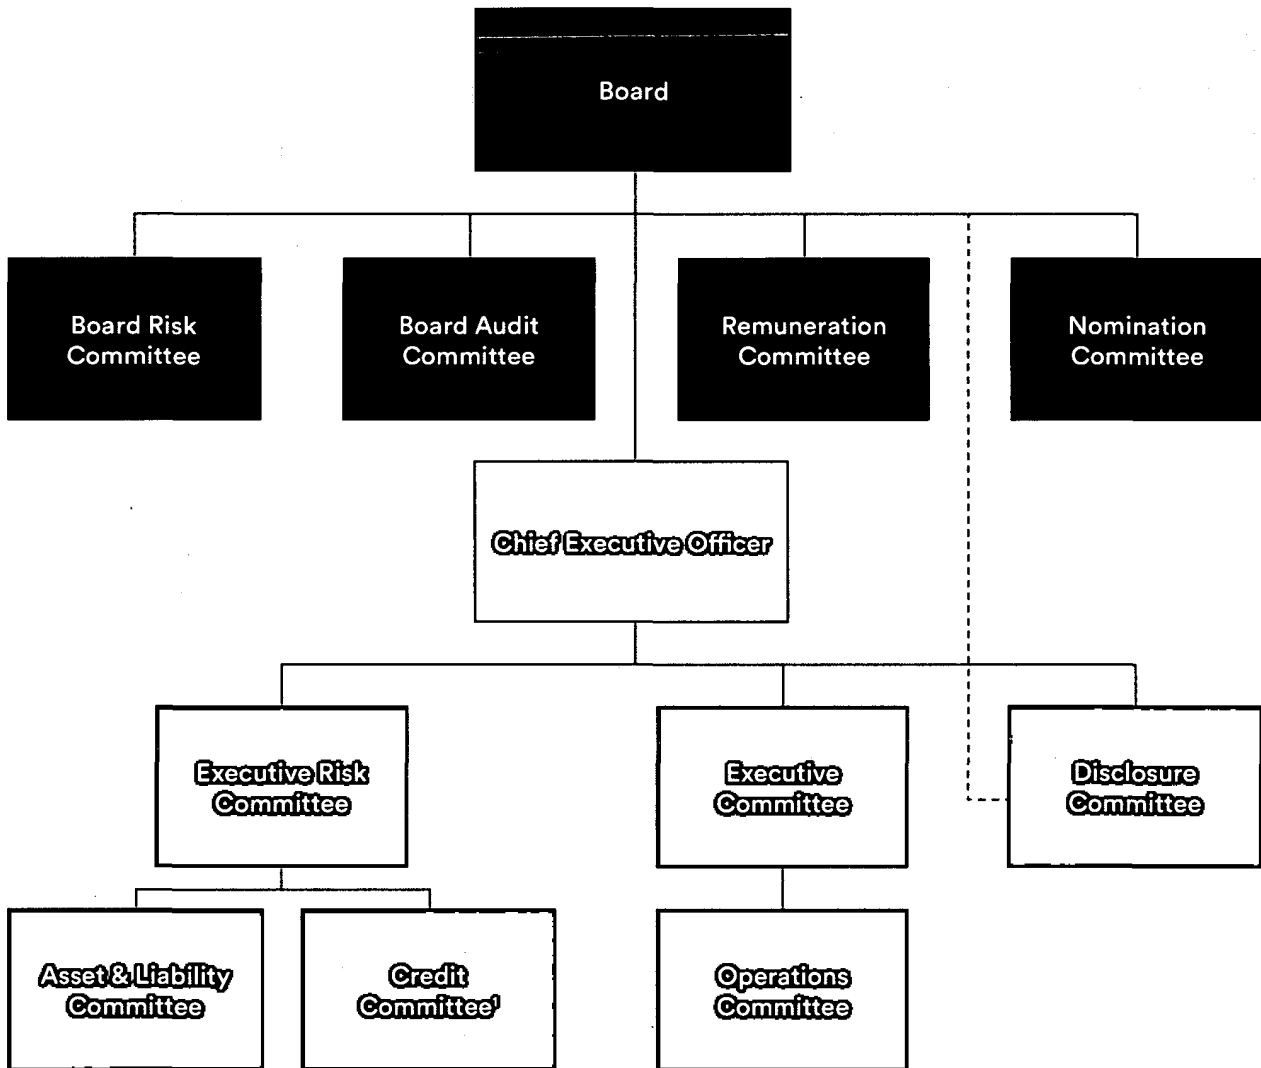 Board
Board Risk
Committee
Board Audit
Committee
Remuneration
Committee
Nomination
Committee
Chief Executive Officer
Executive Risk
Committee
Executive
Committee
Disclosure
Committee
Asset & Liability
Committee
Credit
Committee¹
Operations
Committee